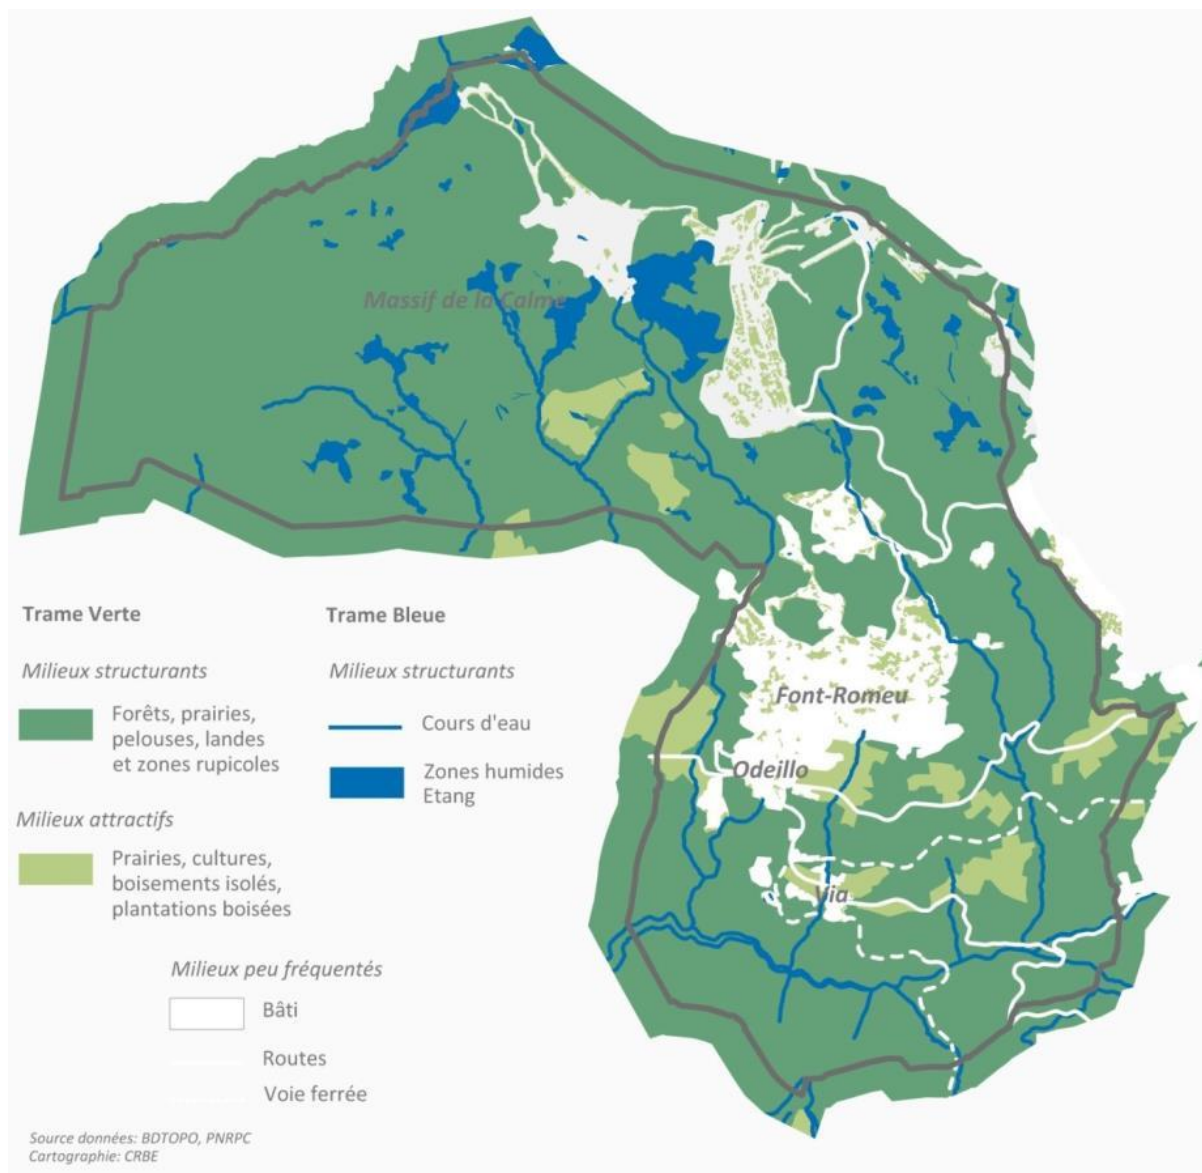 Massif de la Calme
Font-Romeu
Odeillo
Via
Trame Verte
Milieux structurants
Forêts, prairies,
pelouses, landes
et zones rupicoles
Milieux attractifs
Prairies, cultures,
boisements isolés,
plantations boisées
Trame Bleue
Milieux structurants
Cours d'eau
Zones humides
Etang
Milieux peu fréquentés
Bâti
Routes
Voie ferrée
Source données: BDTOPO, PNRPC
Cartographie: CRBE